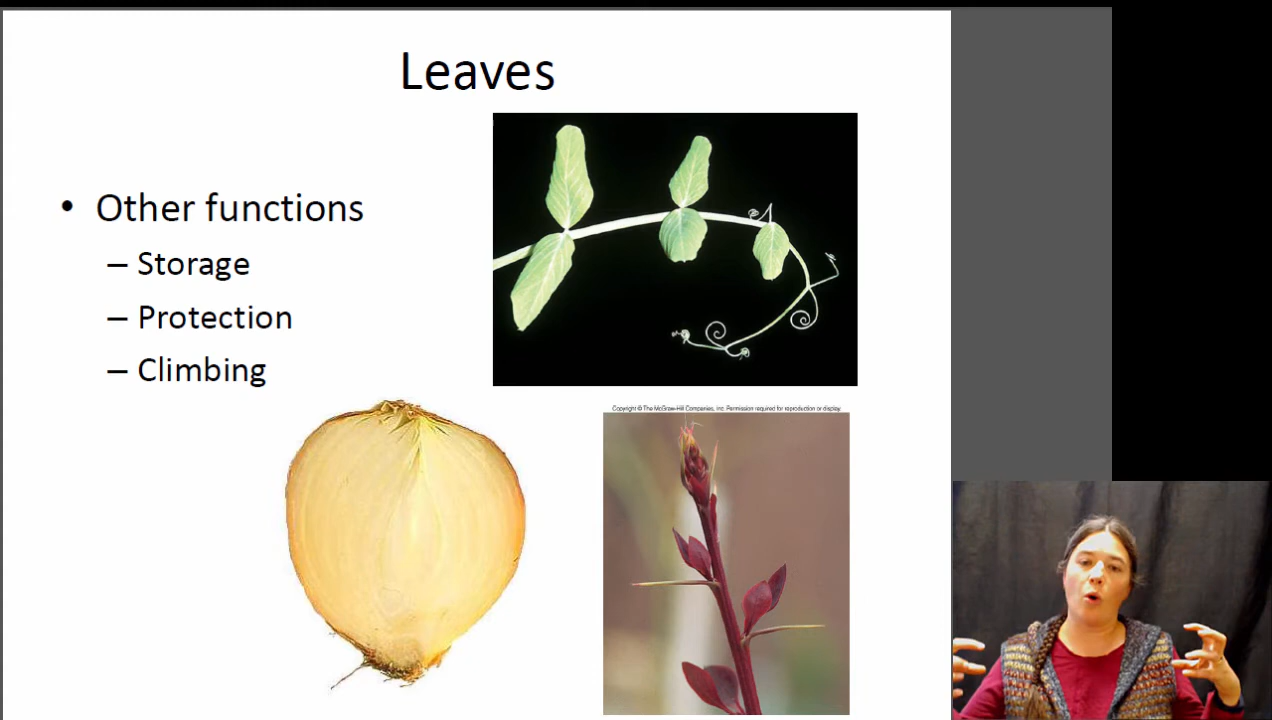 Leaves
• Other functions
– Storage
– Protection
– Climbing
Copyright © The McGraw-Hill Companies, Inc. Permission required for reproduction or display.